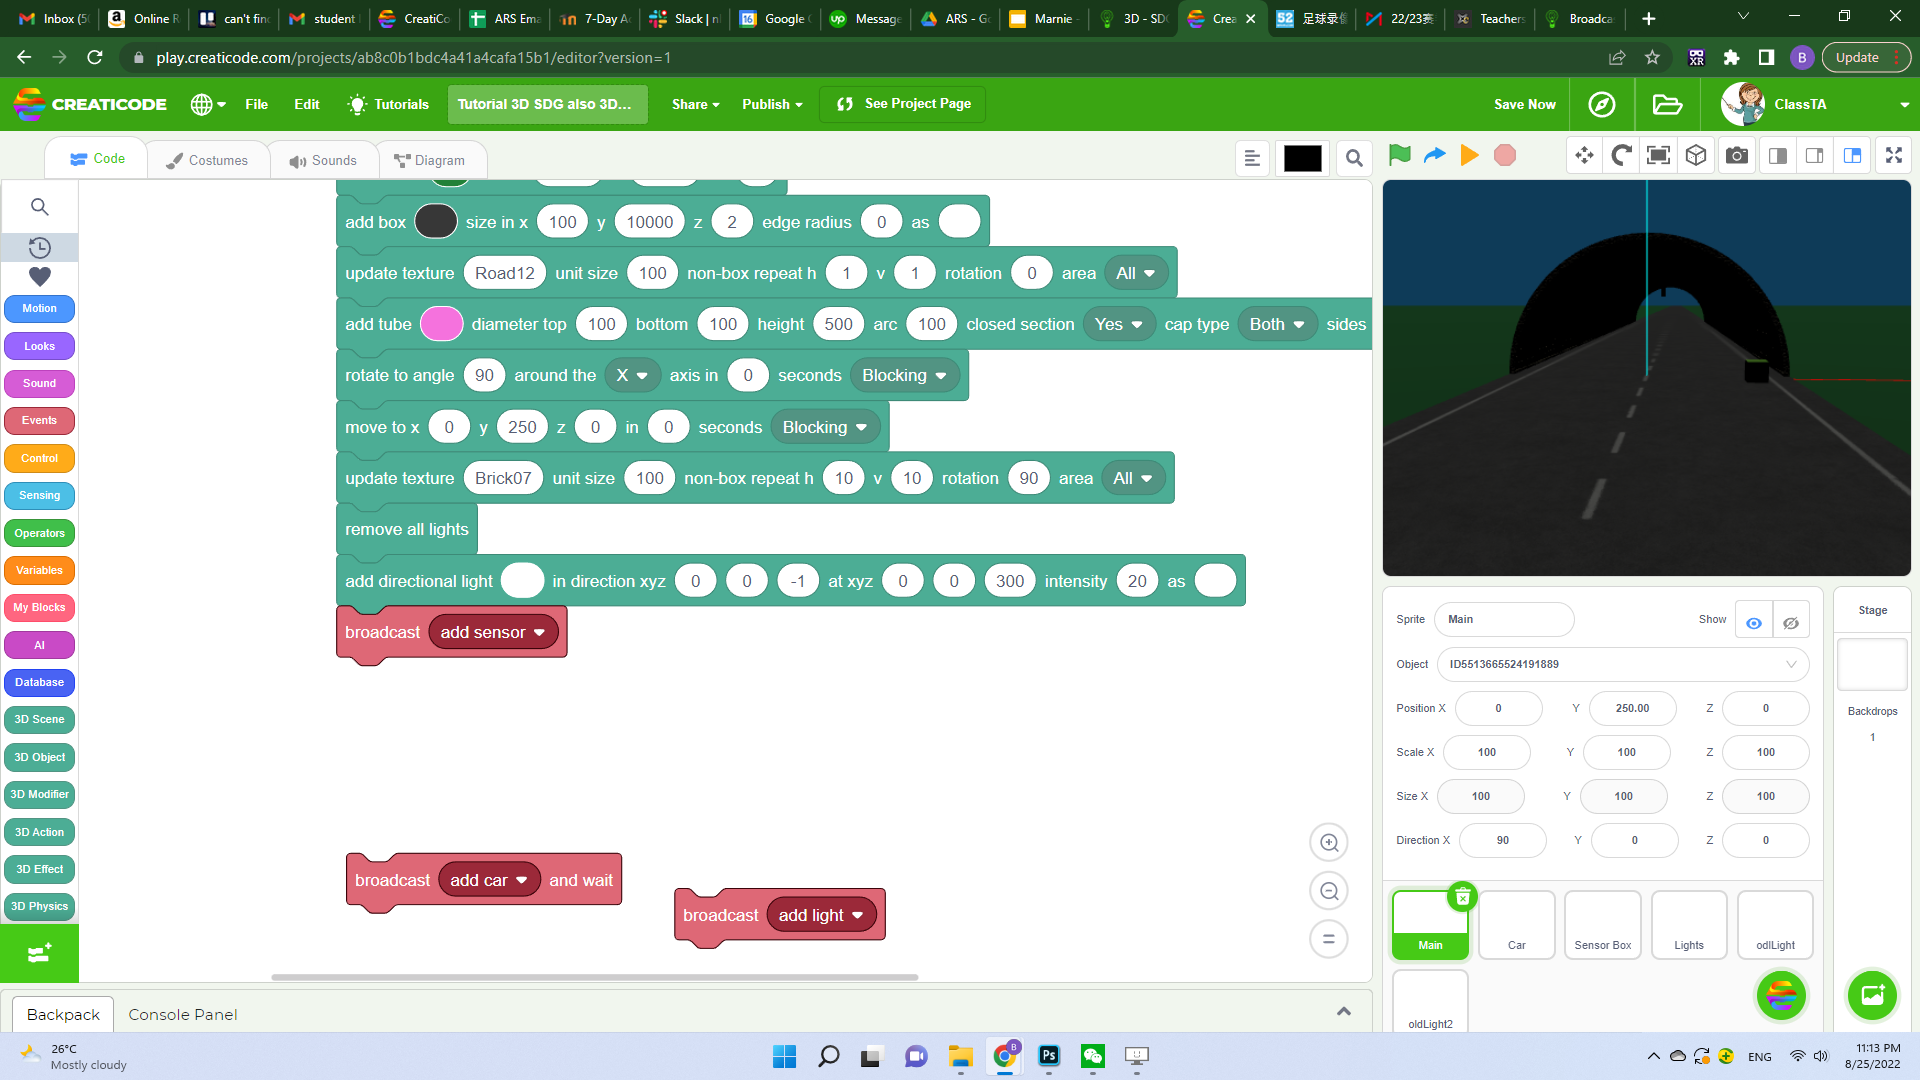 Inbox (50
Online R
can't find
student
CreatiCo
ARS Ema
7-Day A
Slack | n
Google
Message
ARS - Go
Marnie -
3D - SDG
Crea
足球录像
22/23赛
Teachers
Broadca
play.creaticode.com/projects/ab8c0b1bdc4a41a4cafa15b1/editor?version=1
XR
B
Update
CREATICODE
File
Edit
Tutorials
Tutorial 3D SDG also 3D...
Share
Publish
See Project Page
Save Now
ClassTA
Code
Costumes
Sounds
Diagram
add box size in x 100 y 10000 z 2 edge radius 0 as
update texture Road12 unit size 100 non-box repeat h 1 v 1 rotation 0 area All
add tube diameter top 100 bottom 100 height 500 arc 100 closed section Yes cap type Both sides
rotate to angle 90 around the X axis in 0 seconds Blocking
move to x 0 y 250 z 0 in 0 seconds Blocking
update texture Brick07 unit size 100 non-box repeat h 10 v 10 rotation 90 area All
remove all lights
add directional light in direction xyz 0 0 -1 at xyz 0 0 300 intensity 20 as
broadcast add sensor
broadcast add car and wait
broadcast add light
Motion
Looks
Sound
Events
Control
Sensing
Operators
Variables
My Blocks
AI
Database
3D Scene
3D Object
3D Modifier
3D Action
3D Effect
3D Physics
Sprite Main Show
Object ID5513665524191889
Position X 0 Y 250.00 Z 0
Scale X 100 Y 100 Z 100
Size X 100 Y 100 Z 100
Direction X 90 Y 0 Z 0
Stage
Backdrops
1
Main
Car
Sensor Box
Lights
odlLight
oldLight2
Backpack
Console Panel
26°C
Mostly cloudy
B
Ps
ENG
11:13 PM
8/25/2022